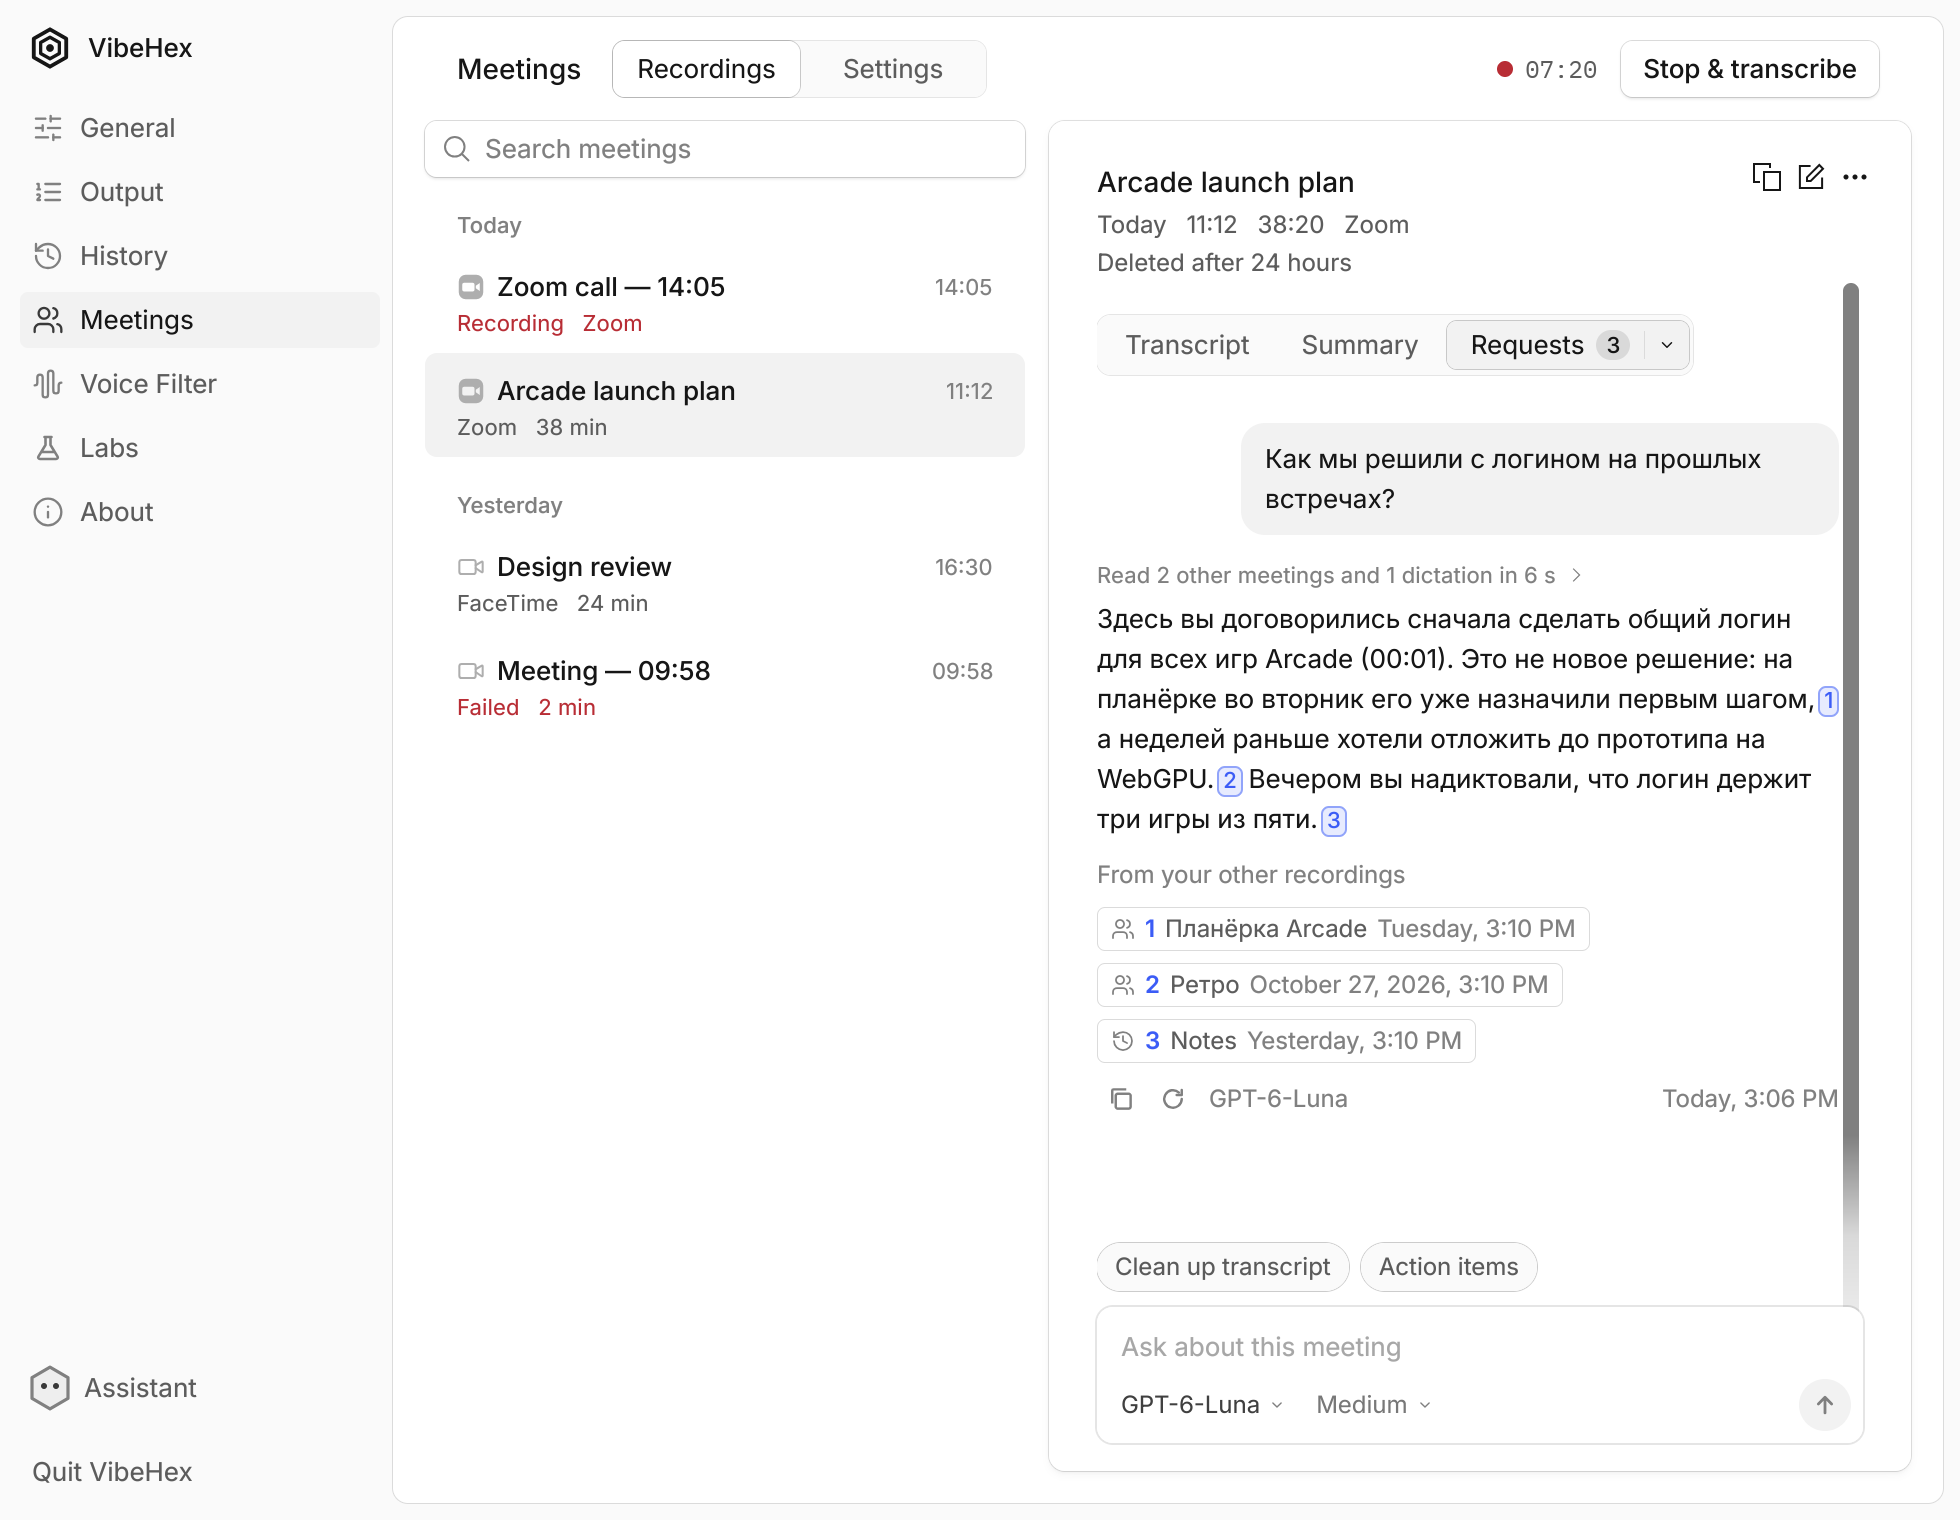 VibeHex
General
Output
History
Meetings
Voice Filter
Labs
About
Assistant
Quit VibeHex
Meetings
Recordings
Settings
07:20
Stop & transcribe
Search meetings
Today
Zoom call — 14:05
14:05
Recording Zoom
Arcade launch plan
11:12
Zoom 38 min
Yesterday
Design review
16:30
FaceTime 24 min
Meeting — 09:58
09:58
Failed 2 min
Arcade launch plan
Today 11:12 38:20 Zoom
Deleted after 24 hours
Transcript
Summary
Requests 3
Как мы решили с логином на прошлых
встречах?
Read 2 other meetings and 1 dictation in 6 s
Здесь вы договорились сначала сделать общий логин
для всех игр Arcade (00:01). Это не новое решение: на
планёрке во вторник его уже назначили первым шагом, 1
а неделей раньше хотели отложить до прототипа на
WebGPU. 2 Вечером вы надиктовали, что логин держит
три игры из пяти. 3
From your other recordings
1 Планёрка Arcade Tuesday, 3:10 PM
2 Ретро October 27, 2026, 3:10 PM
3 Notes Yesterday, 3:10 PM
GPT-6-Luna
Today, 3:06 PM
Clean up transcript
Action items
Ask about this meeting
GPT-6-Luna
Medium